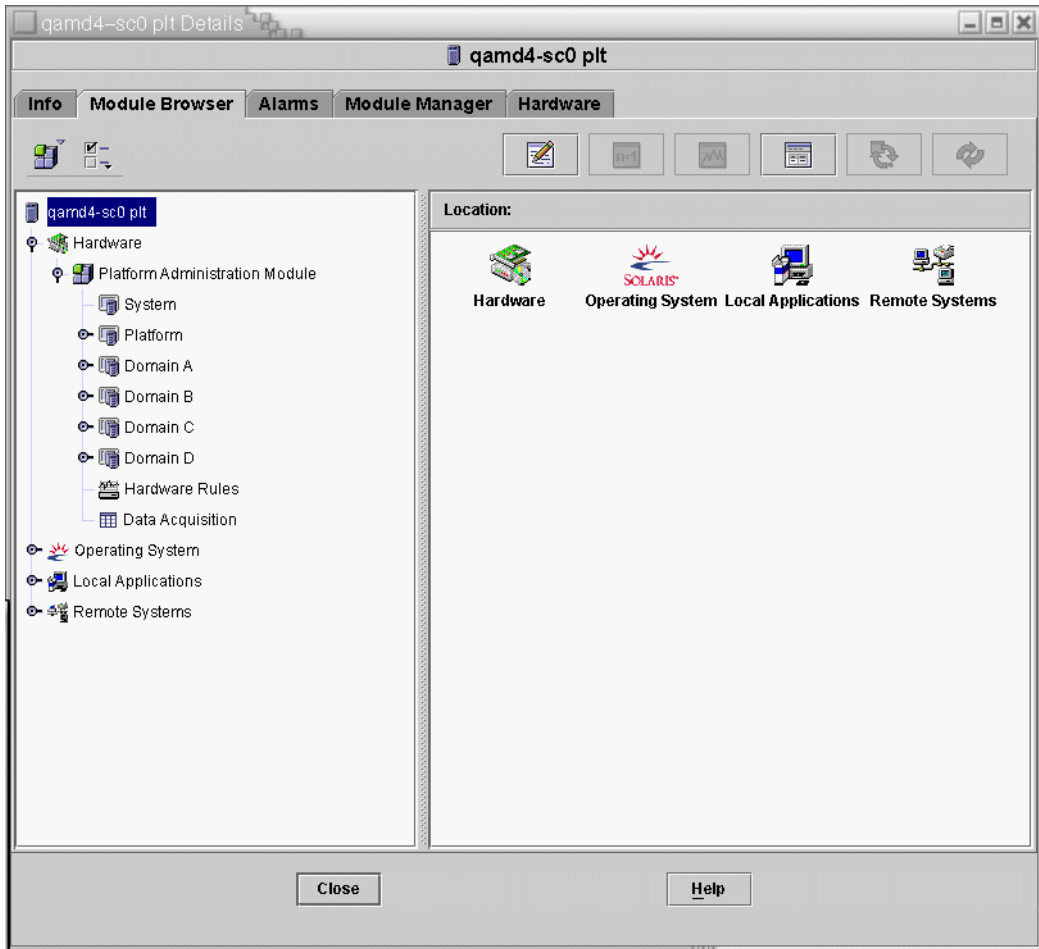 qamd4–sc0 plt Details
qamd4-sc0 plt
Info Module Browser Alarms Module Manager Hardware
n=1
qamd4-sc0 plt
Hardware
Platform Administration Module
System
Platform
Domain A
Domain B
Domain C
Domain D
Hardware Rules
Data Acquisition
Operating System
Local Applications
Remote Systems
Location:
SOLARIS
Hardware Operating System Local Applications Remote Systems
Close Help